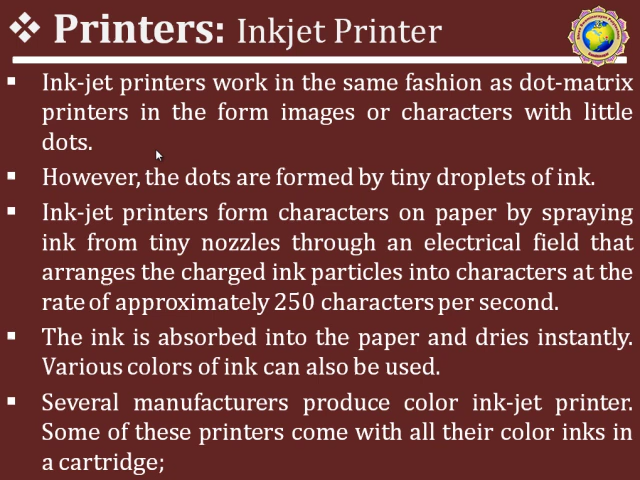 ❖ Printers: Inkjet Printer
▪ Ink-jet printers work in the same fashion as dot-matrix
printers in the form images or characters with little
dots.
▪ However, the dots are formed by tiny droplets of ink.
▪ Ink-jet printers form characters on paper by spraying
ink from tiny nozzles through an electrical field that
arranges the charged ink particles into characters at the
rate of approximately 250 characters per second.
▪ The ink is absorbed into the paper and dries instantly.
Various colors of ink can also be used.
▪ Several manufacturers produce color ink-jet printer.
Some of these printers come with all their color inks in
a cartridge;